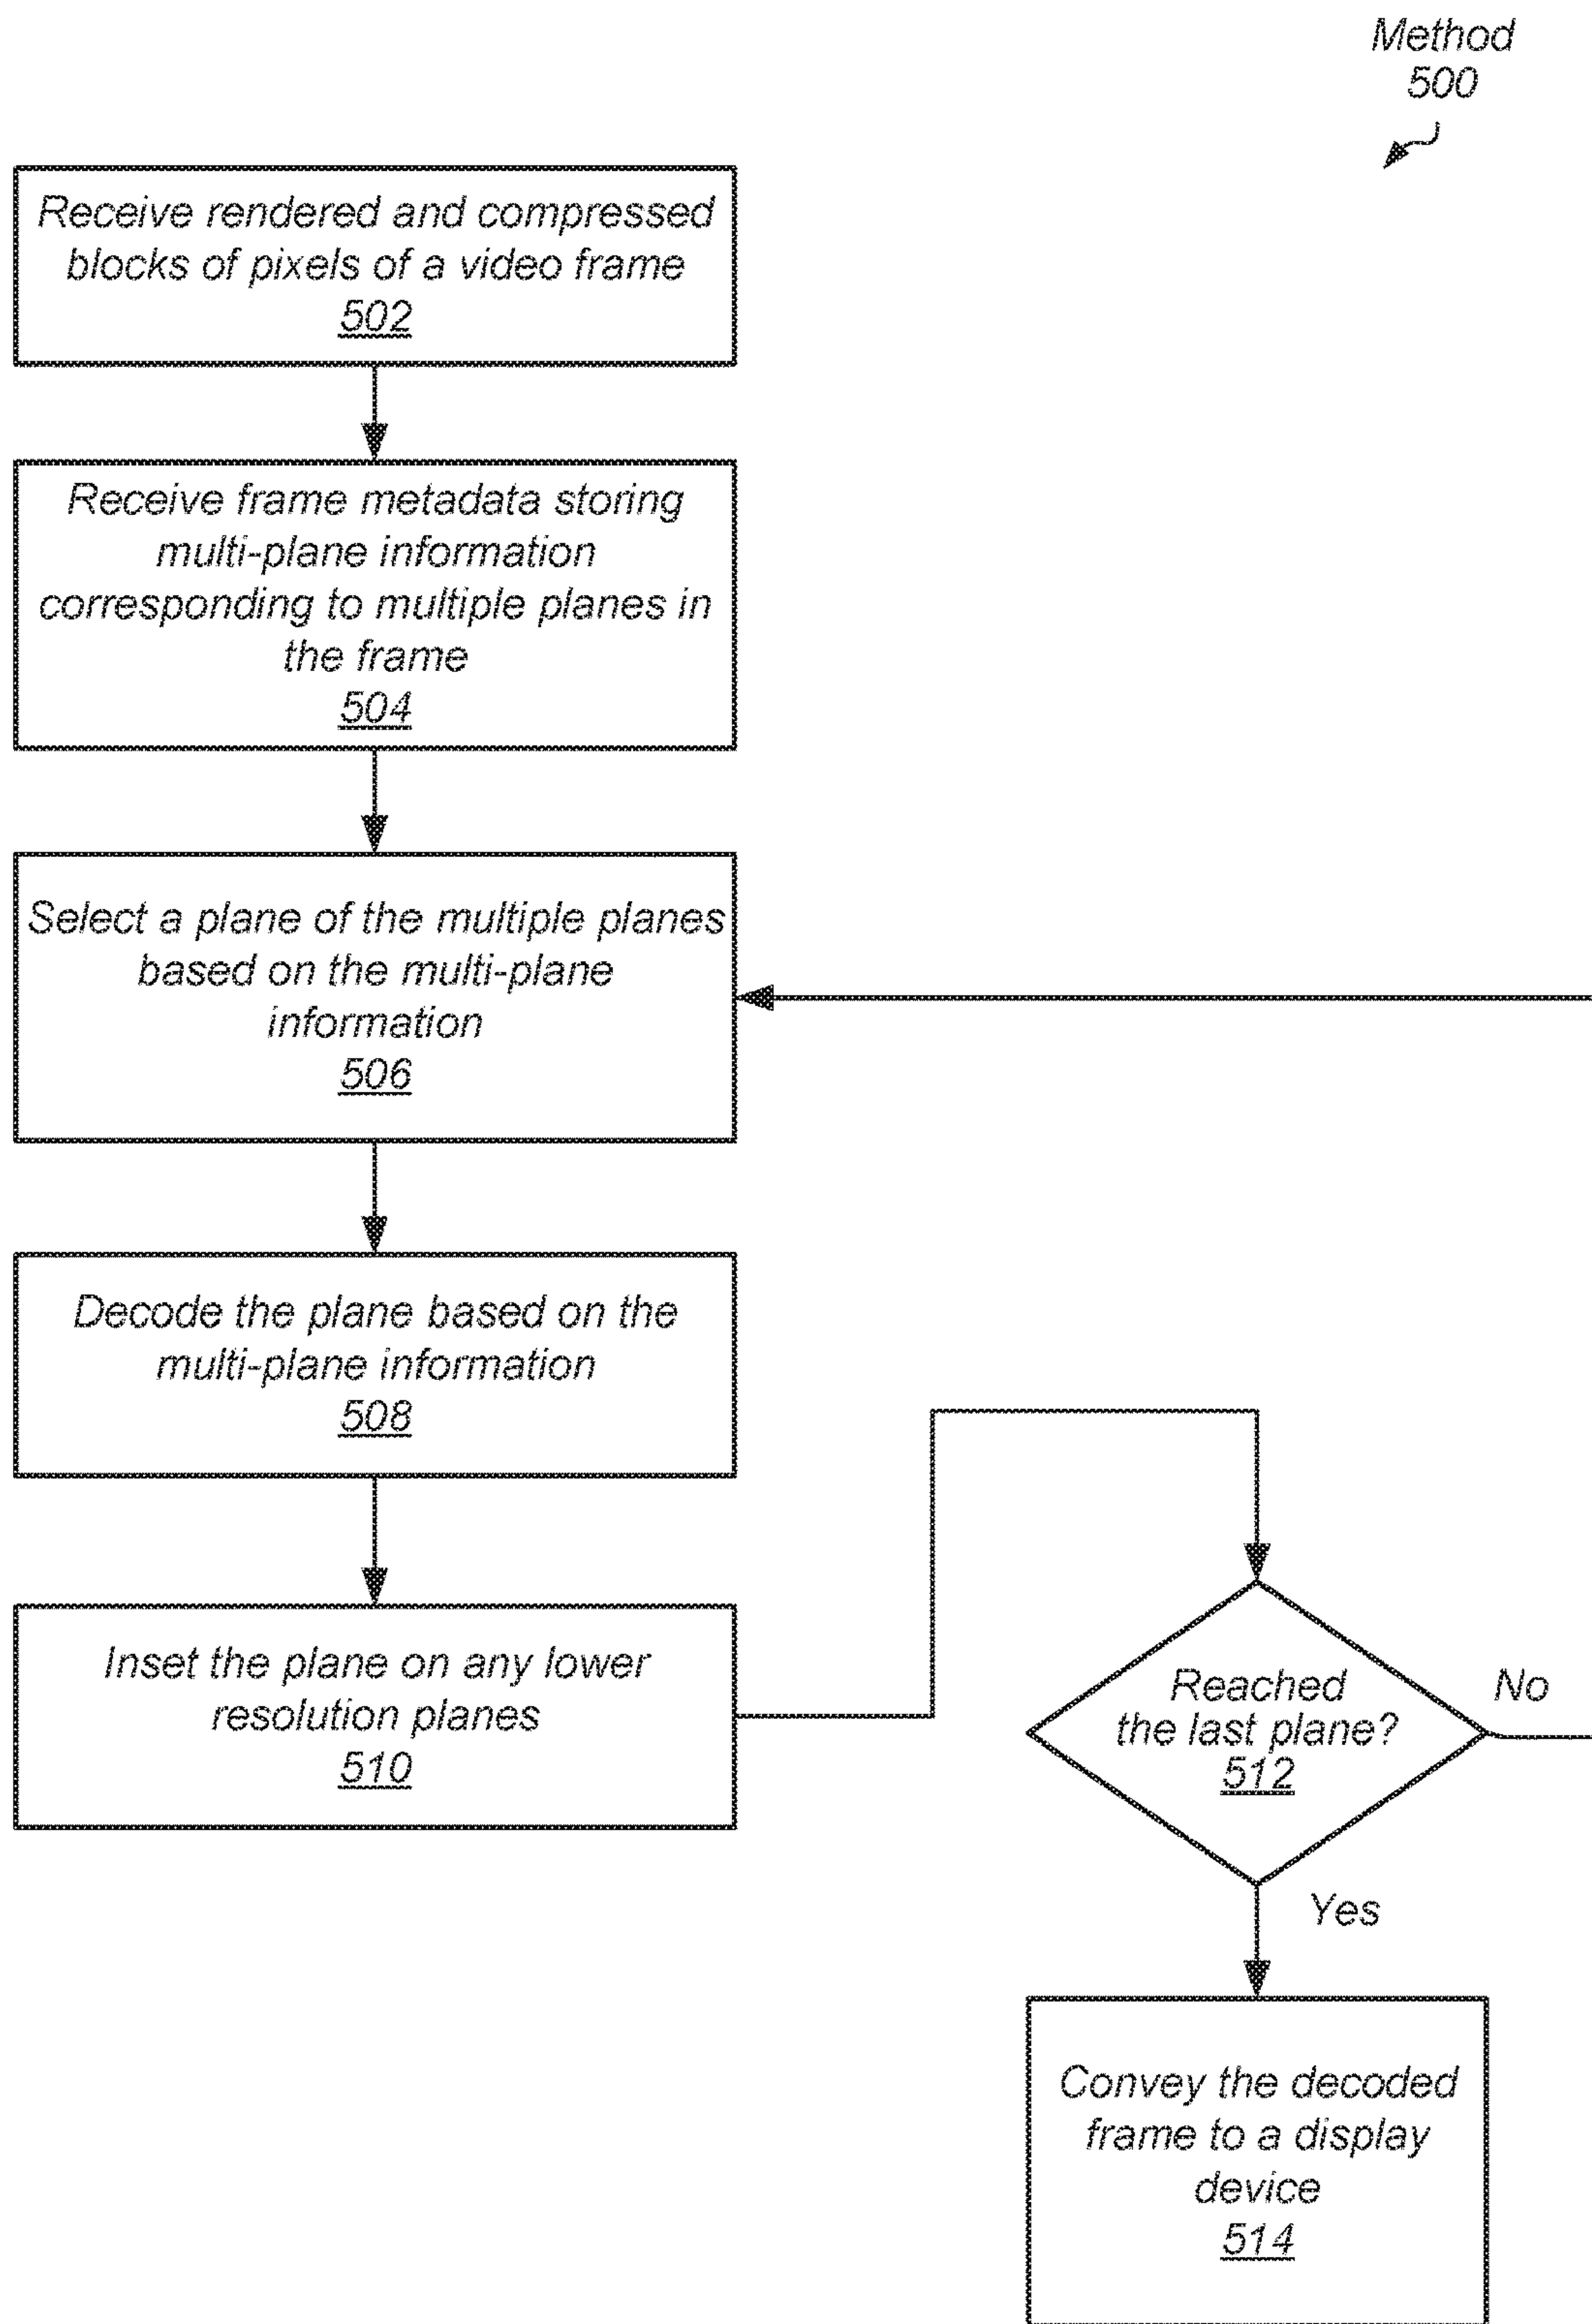 Method
500
Receive rendered and compressed
blocks of pixels of a video frame
502
Receive frame metadata storing
multi-plane information
corresponding to multiple planes in
the frame
504
Select a plane of the multiple planes
based on the multi-plane
information
506
Decode the plane based on the
multi-plane information
508
Inset the plane on any lower
resolution planes
510
Reached
the last plane?
512
No
Yes
Convey the decoded
frame to a display
device
514